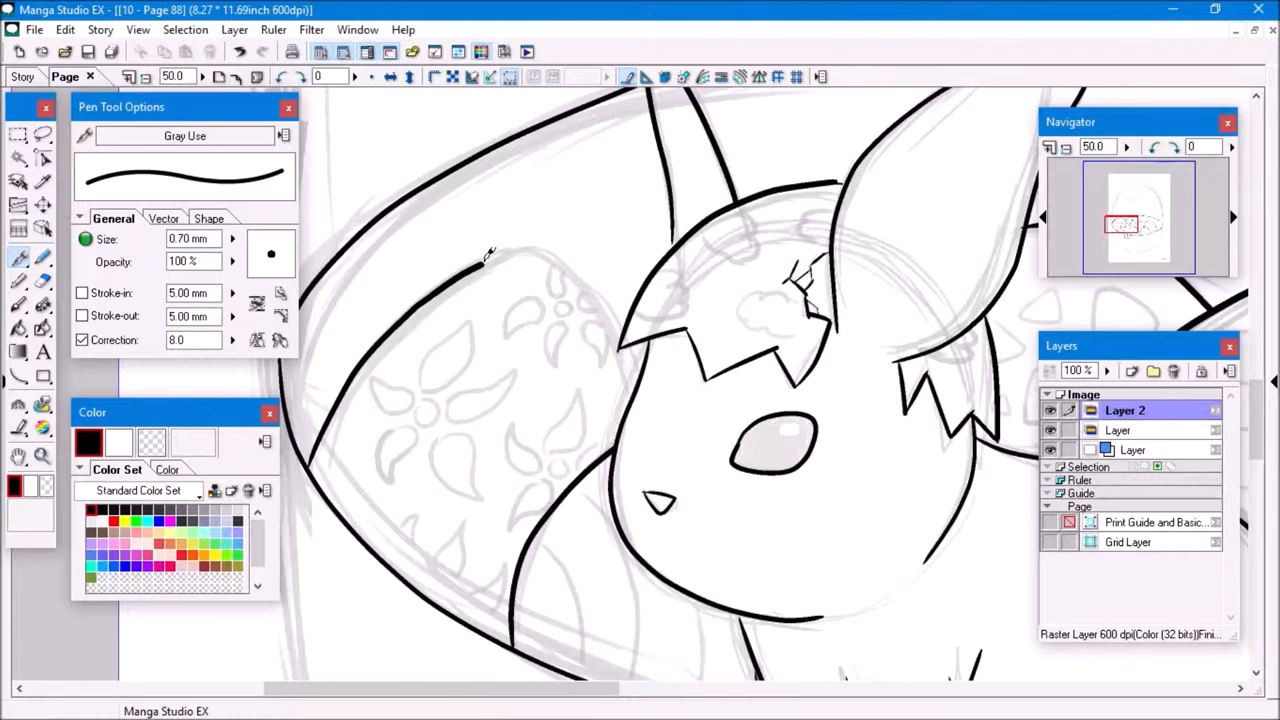 Manga Studio EX - [[10 - Page 88] (8.27 * 11.69inch 600dpi)]
File Edit Story View Selection Layer Ruler Filter Window Help
Story Page 50.0 0
Pen Tool Options
Gray Use
General Vector Shape
Size: 0.70 mm
Opacity: 100 %
Stroke-in: 5.00 mm
Stroke-out: 5.00 mm
Correction: 8.0
Color
Color Set Color
Standard Color Set
Navigator
50.0 0
Layers
100 %
Image
Layer 2
Layer
Layer
Selection
Ruler
Guide
Page
Print Guide and Basic...
Grid Layer
Raster Layer 600 dpi(Color (32 bits))Fini...
Manga Studio EX